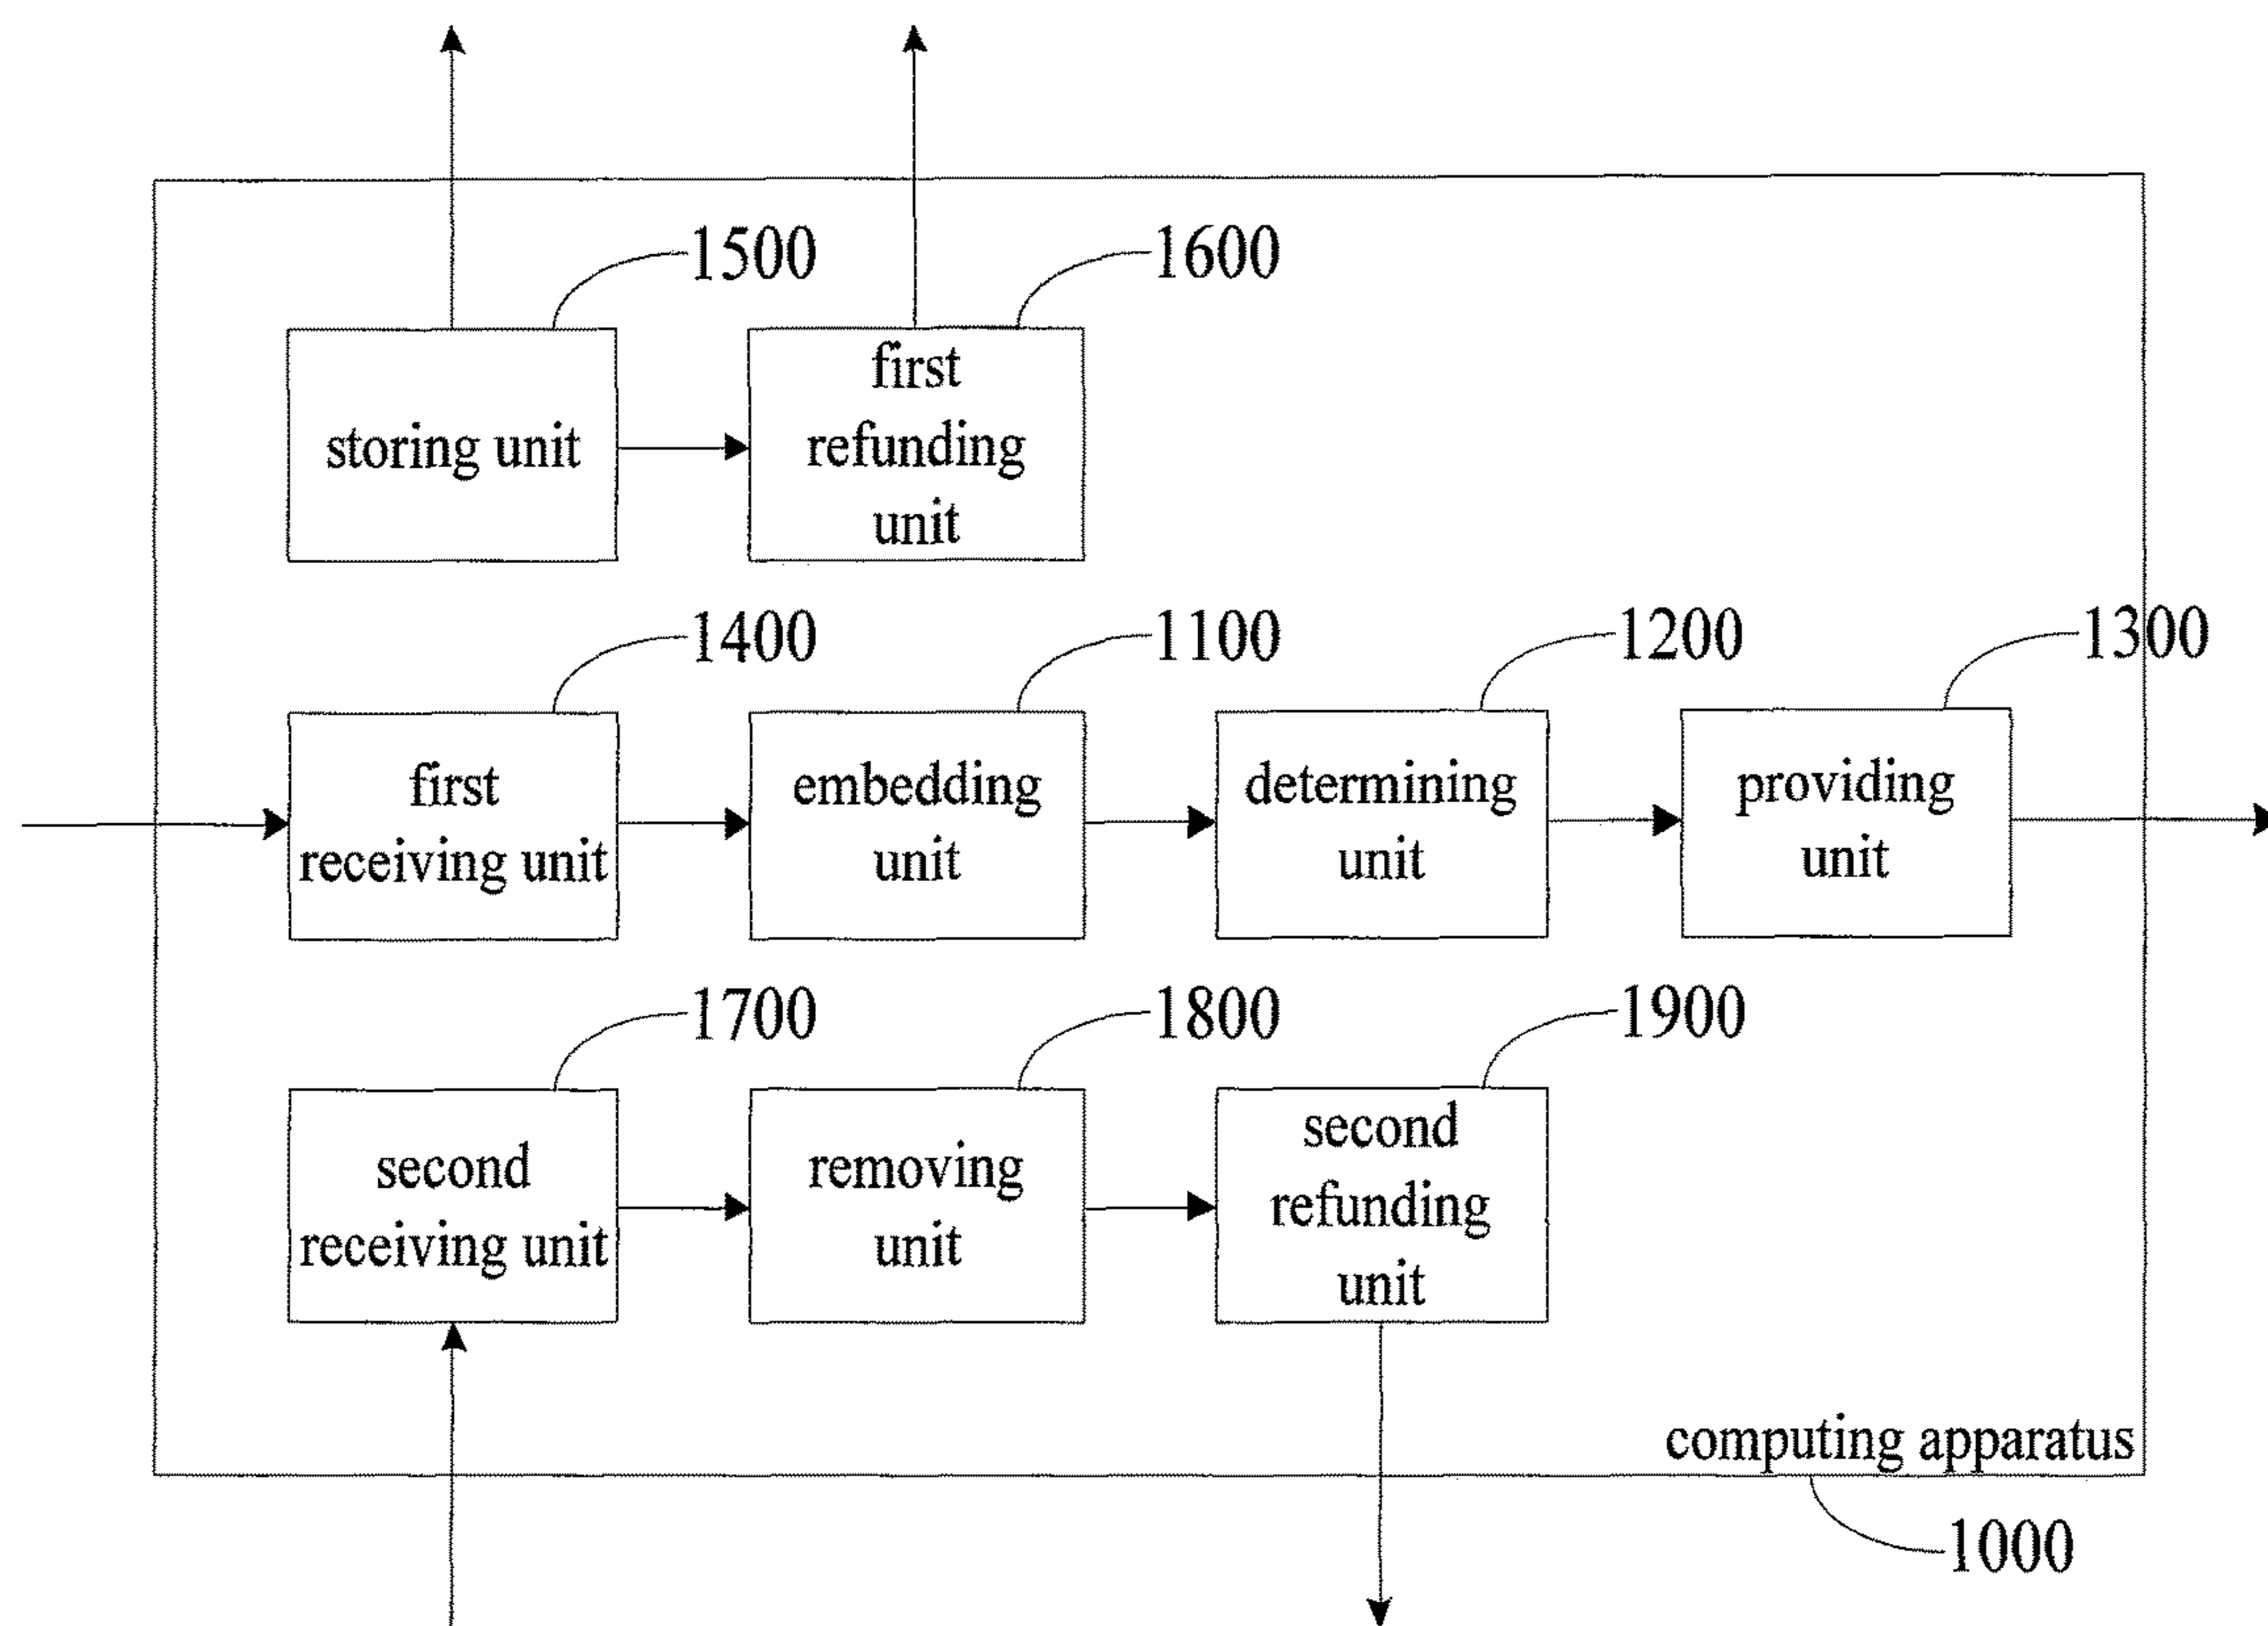 1500
1600
storing unit
first
refunding
unit
1400
1100
1200
1300
first
receiving unit
embedding
unit
determining
unit
providing
unit
1700
1800
1900
second
receiving unit
removing
unit
second
refunding
unit
computing apparatus
1000